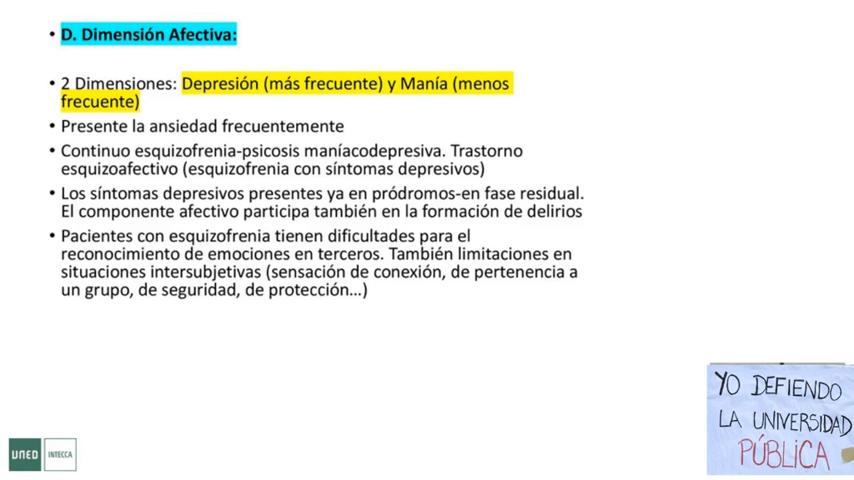 • D. Dimensión Afectiva:
• 2 Dimensiones: Depresión (más frecuente) y Manía (menos
frecuente)
• Presente la ansiedad frecuentemente
• Continuo esquizofrenia-psicosis maníacodepresiva. Trastorno
esquizoafectivo (esquizofrenia con síntomas depresivos)
• Los síntomas depresivos presentes ya en pródromos-en fase residual.
El componente afectivo participa también en la formación de delirios
• Pacientes con esquizofrenia tienen dificultades para el
reconocimiento de emociones en terceros. También limitaciones en
situaciones intersubjetivas (sensación de conexión, de pertenencia a
un grupo, de seguridad, de protección...)
YO DEFIENDO
LA UNIVERSIDAD
PÚBLICA
UNED INTECCA